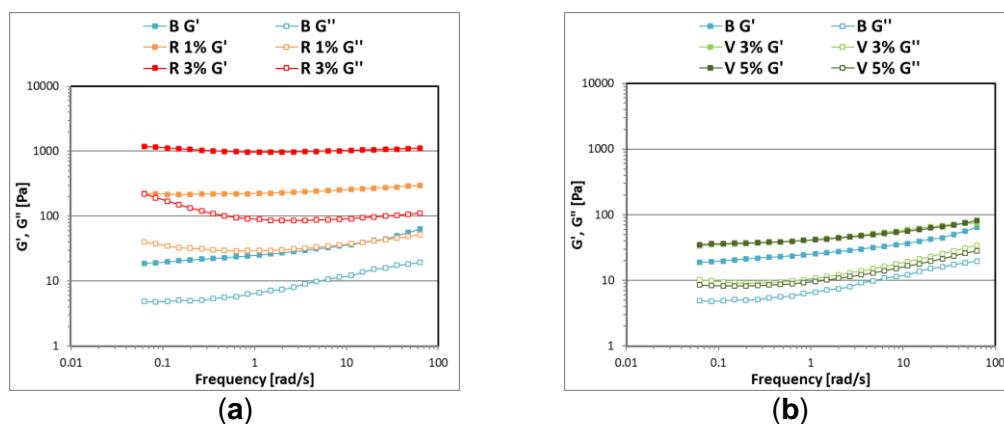 B G' B G''
R 1% G' R 1% G''
R 3% G' R 3% G''
10000
1000
100
10
1
G', G'' [Pa]
0.01 0.1 1 10 100
Frequency [rad/s]
(a)
B G' B G''
V 3% G' V 3% G''
V 5% G' V 5% G''
10000
1000
100
10
1
G', G'' [Pa]
0.01 0.1 1 10 100
Frequency [rad/s]
(b)